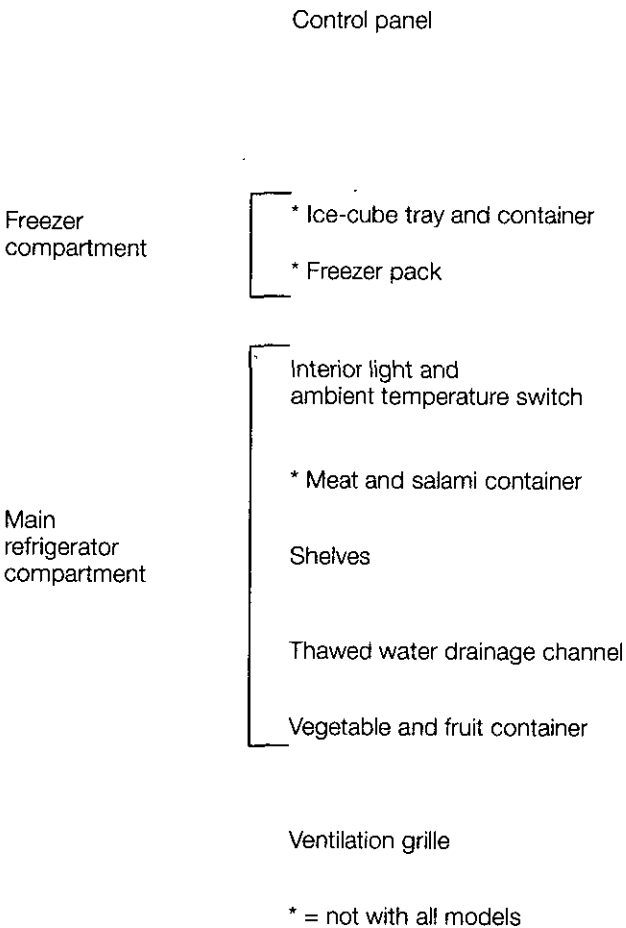 Control panel
Freezer
compartment
* Ice-cube tray and container
* Freezer pack
Main
refrigerator
compartment
Interior light and
ambient temperature switch
* Meat and salami container
Shelves
Thawed water drainage channel
Vegetable and fruit container
Ventilation grille
* = not with all models